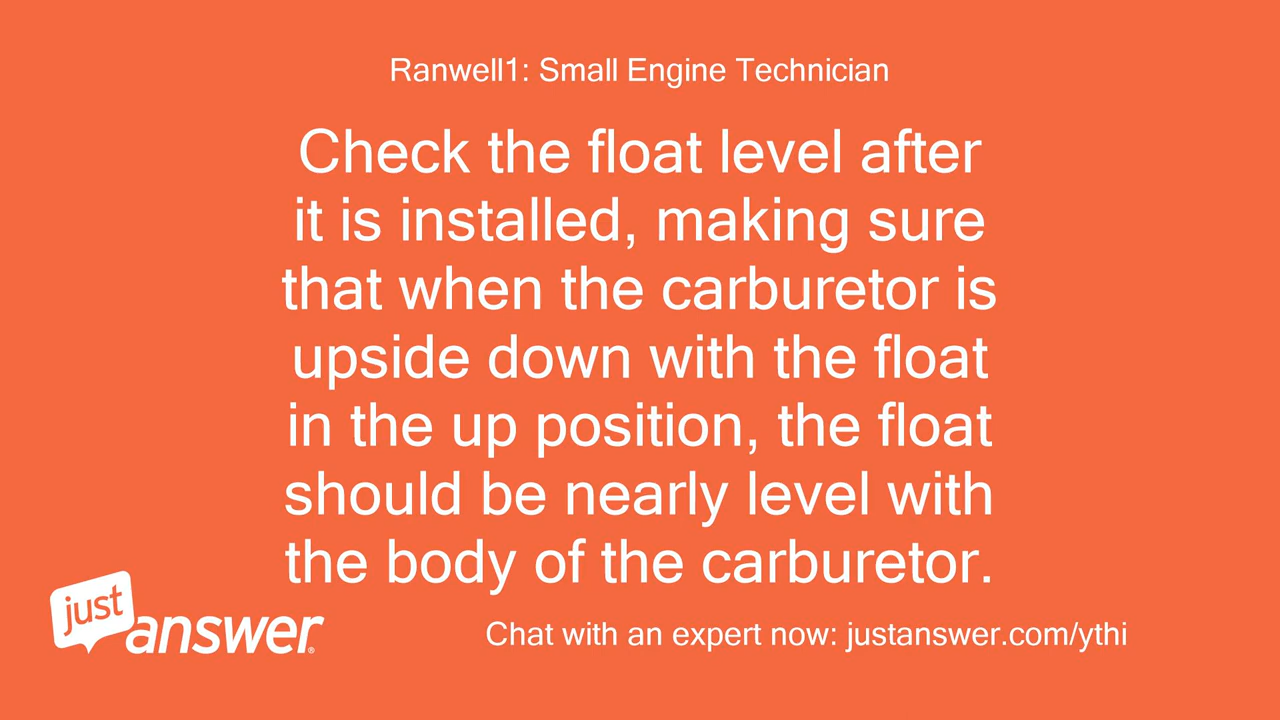 Ranwell1: Small Engine Technician
Check the float level after
it is installed, making sure
that when the carburetor is
upside down with the float
in the up position, the float
should be nearly level with
the body of the carburetor.
just
answer®
Chat with an expert now: justanswer.com/ythi